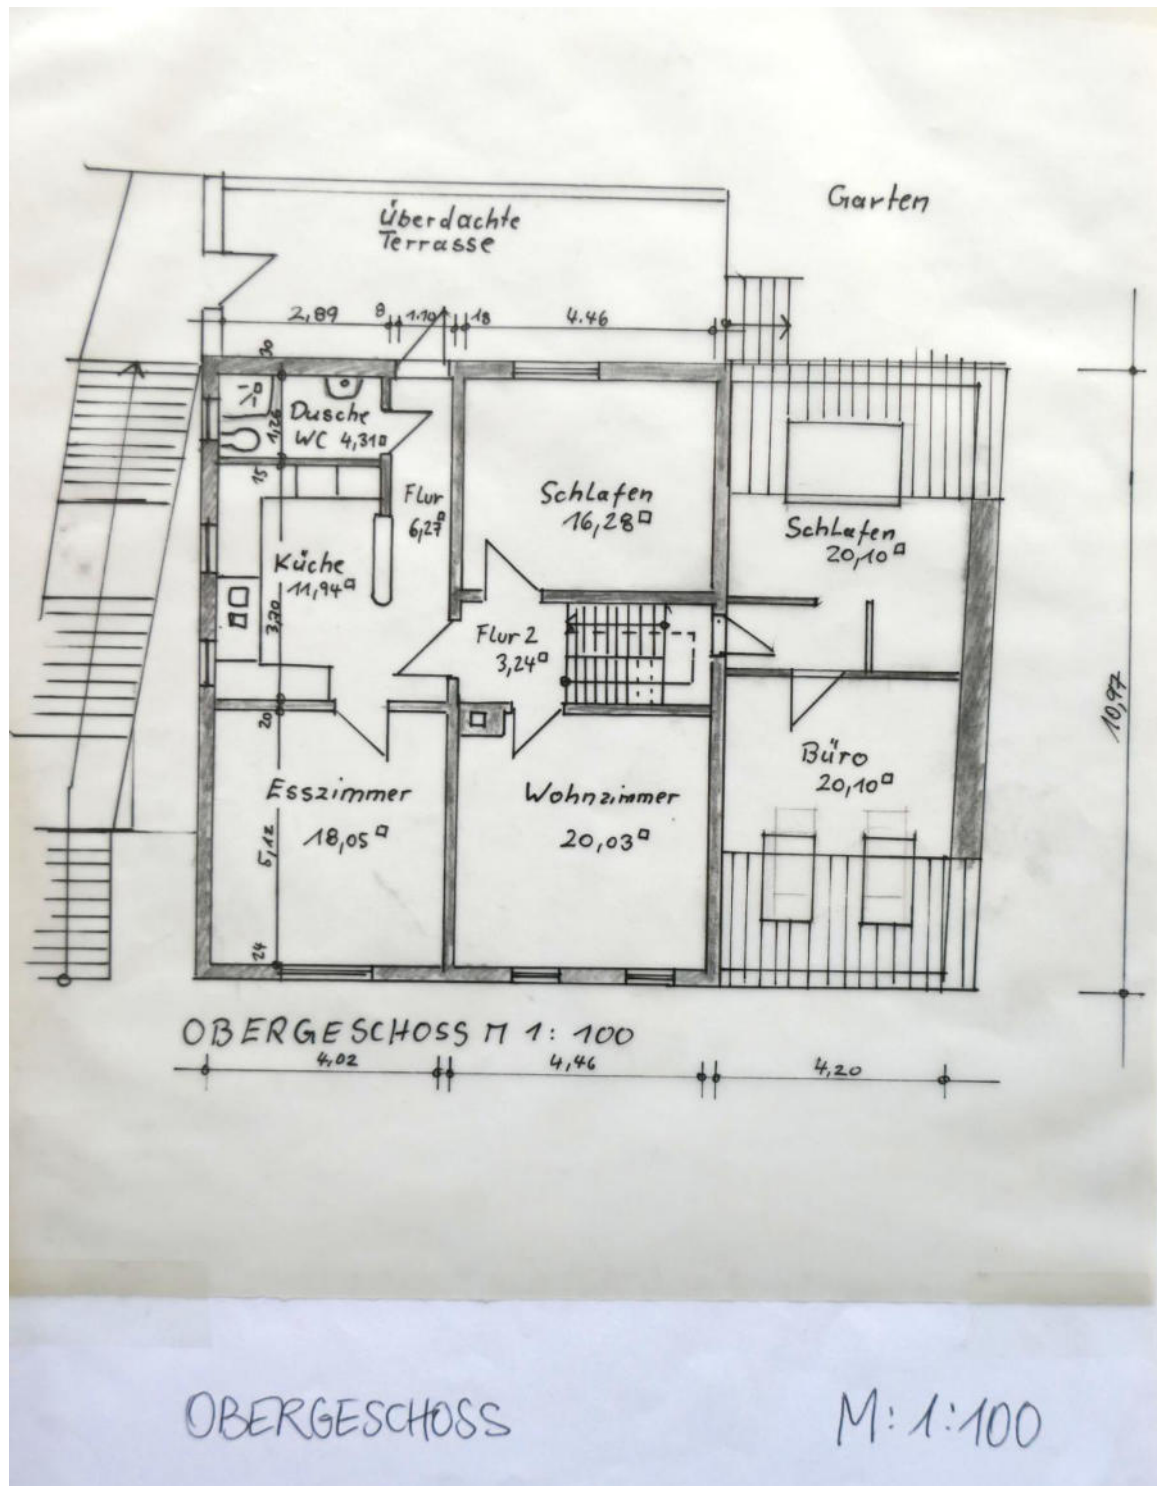 Garten
Überdachte
Terrasse
2,89
8
1.10
18
4.46
30
Dusche
WC 4,31□
1,26
15
Flur
6,27□
Schlafen
16,28□
Schlafen
20,10□
Küche
11,94□
3,70
Flur 2
3,24□
20
10,97
Büro
20,10□
Esszimmer
18,05□
Wohnzimmer
20,03□
5,12
24
OBERGESCHOSS M 1: 100
4,02
4,46
4,20
OBERGESCHOSS
M: 1:100